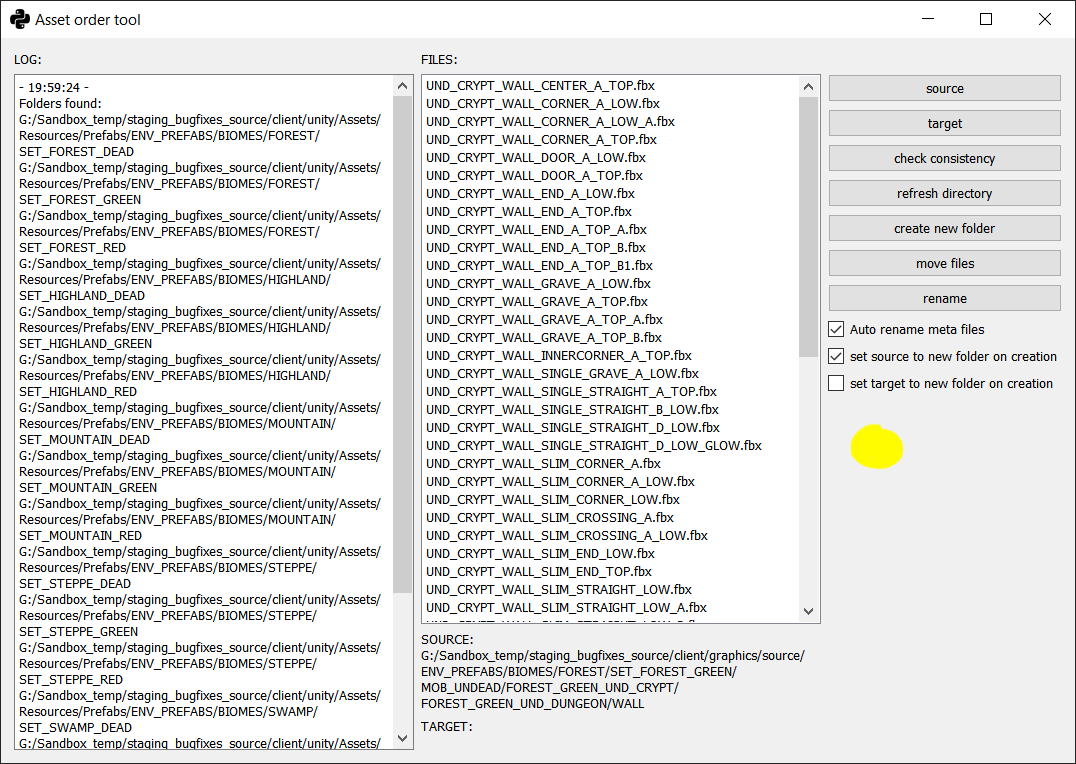 Asset order tool
LOG:
- 19:59:24 -
Folders found:
G:/Sandbox_temp/staging_bugfixes_source/client/unity/Assets/
Resources/Prefabs/ENV_PREFABS/BIOMES/FOREST/
SET_FOREST_DEAD
G:/Sandbox_temp/staging_bugfixes_source/client/unity/Assets/
Resources/Prefabs/ENV_PREFABS/BIOMES/FOREST/
SET_FOREST_GREEN
G:/Sandbox_temp/staging_bugfixes_source/client/unity/Assets/
Resources/Prefabs/ENV_PREFABS/BIOMES/FOREST/
SET_FOREST_RED
G:/Sandbox_temp/staging_bugfixes_source/client/unity/Assets/
Resources/Prefabs/ENV_PREFABS/BIOMES/HIGHLAND/
SET_HIGHLAND_DEAD
G:/Sandbox_temp/staging_bugfixes_source/client/unity/Assets/
Resources/Prefabs/ENV_PREFABS/BIOMES/HIGHLAND/
SET_HIGHLAND_GREEN
G:/Sandbox_temp/staging_bugfixes_source/client/unity/Assets/
Resources/Prefabs/ENV_PREFABS/BIOMES/HIGHLAND/
SET_HIGHLAND_RED
G:/Sandbox_temp/staging_bugfixes_source/client/unity/Assets/
Resources/Prefabs/ENV_PREFABS/BIOMES/MOUNTAIN/
SET_MOUNTAIN_DEAD
G:/Sandbox_temp/staging_bugfixes_source/client/unity/Assets/
Resources/Prefabs/ENV_PREFABS/BIOMES/MOUNTAIN/
SET_MOUNTAIN_GREEN
G:/Sandbox_temp/staging_bugfixes_source/client/unity/Assets/
Resources/Prefabs/ENV_PREFABS/BIOMES/MOUNTAIN/
SET_MOUNTAIN_RED
G:/Sandbox_temp/staging_bugfixes_source/client/unity/Assets/
Resources/Prefabs/ENV_PREFABS/BIOMES/STEPPE/
SET_STEPPE_DEAD
G:/Sandbox_temp/staging_bugfixes_source/client/unity/Assets/
Resources/Prefabs/ENV_PREFABS/BIOMES/STEPPE/
SET_STEPPE_GREEN
G:/Sandbox_temp/staging_bugfixes_source/client/unity/Assets/
Resources/Prefabs/ENV_PREFABS/BIOMES/STEPPE/
SET_STEPPE_RED
G:/Sandbox_temp/staging_bugfixes_source/client/unity/Assets/
Resources/Prefabs/ENV_PREFABS/BIOMES/SWAMP/
SET_SWAMP_DEAD
G:/Sandbox_temp/staging_bugfixes_source/client/unity/Assets/
FILES:
UND_CRYPT_WALL_CENTER_A_TOP.fbx
UND_CRYPT_WALL_CORNER_A_LOW.fbx
UND_CRYPT_WALL_CORNER_A_LOW_A.fbx
UND_CRYPT_WALL_CORNER_A_TOP.fbx
UND_CRYPT_WALL_DOOR_A_LOW.fbx
UND_CRYPT_WALL_DOOR_A_TOP.fbx
UND_CRYPT_WALL_END_A_LOW.fbx
UND_CRYPT_WALL_END_A_TOP.fbx
UND_CRYPT_WALL_END_A_TOP_A.fbx
UND_CRYPT_WALL_END_A_TOP_B.fbx
UND_CRYPT_WALL_END_A_TOP_B1.fbx
UND_CRYPT_WALL_GRAVE_A_LOW.fbx
UND_CRYPT_WALL_GRAVE_A_TOP.fbx
UND_CRYPT_WALL_GRAVE_A_TOP_A.fbx
UND_CRYPT_WALL_GRAVE_A_TOP_B.fbx
UND_CRYPT_WALL_INNERCORNER_A_TOP.fbx
UND_CRYPT_WALL_SINGLE_GRAVE_A_LOW.fbx
UND_CRYPT_WALL_SINGLE_STRAIGHT_A_TOP.fbx
UND_CRYPT_WALL_SINGLE_STRAIGHT_B_LOW.fbx
UND_CRYPT_WALL_SINGLE_STRAIGHT_D_LOW.fbx
UND_CRYPT_WALL_SINGLE_STRAIGHT_D_LOW_GLOW.fbx
UND_CRYPT_WALL_SLIM_CORNER_A.fbx
UND_CRYPT_WALL_SLIM_CORNER_A_LOW.fbx
UND_CRYPT_WALL_SLIM_CORNER_LOW.fbx
UND_CRYPT_WALL_SLIM_CROSSING_A.fbx
UND_CRYPT_WALL_SLIM_CROSSING_A_LOW.fbx
UND_CRYPT_WALL_SLIM_END_LOW.fbx
UND_CRYPT_WALL_SLIM_END_TOP.fbx
UND_CRYPT_WALL_SLIM_STRAIGHT_LOW.fbx
UND_CRYPT_WALL_SLIM_STRAIGHT_LOW_A.fbx
SOURCE:
G:/Sandbox_temp/staging_bugfixes_source/client/graphics/source/
ENV_PREFABS/BIOMES/FOREST/SET_FOREST_GREEN/
MOB_UNDEAD/FOREST_GREEN_UND_CRYPT/
FOREST_GREEN_UND_DUNGEON/WALL
TARGET:
source
target
check consistency
refresh directory
create new folder
move files
rename
Auto rename meta files
set source to new folder on creation
set target to new folder on creation